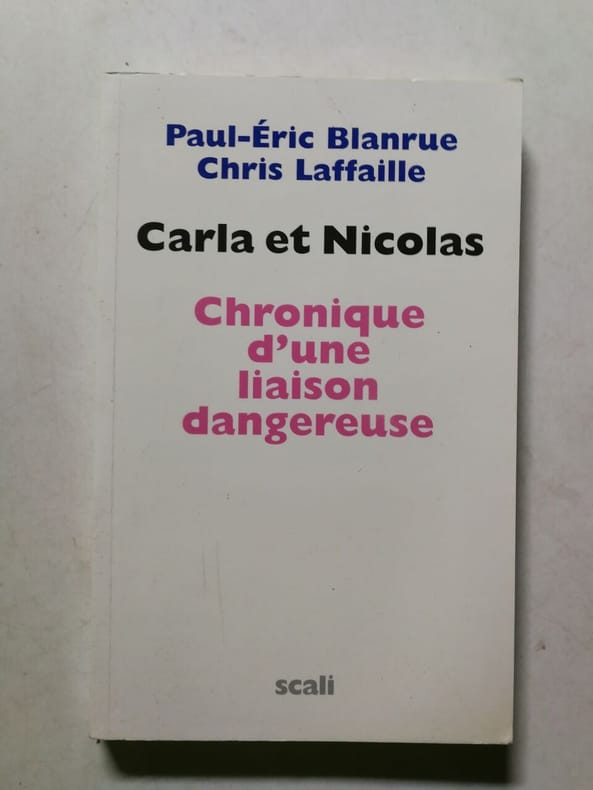 Paul-Éric Blanrue
Chris Laffaille
Carla et Nicolas
Chronique
d'une
liaison
dangereuse
scali